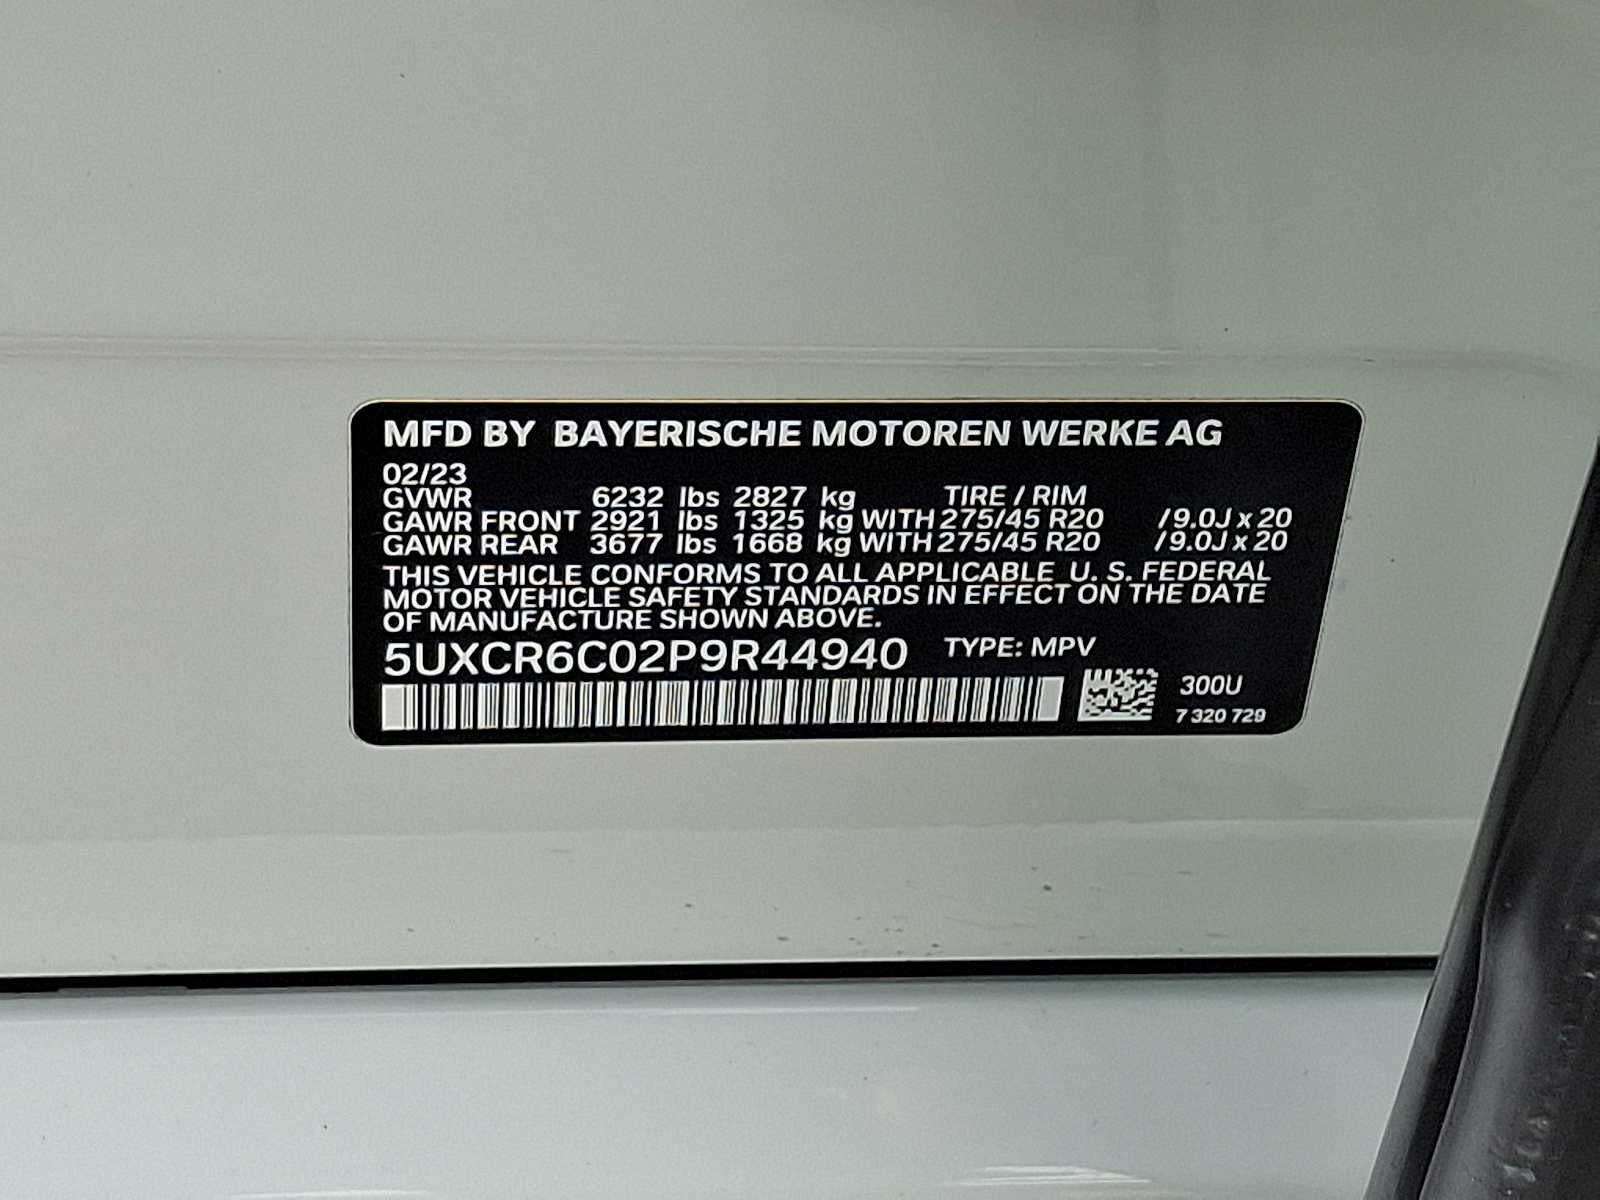 MFD BY BAYERISCHE MOTOREN WERKE AG
02/23
GVWR 6232 lbs 2827 kg TIRE / RIM
GAWR FRONT 2921 lbs 1325 kg WITH 275/45 R20 / 9.0J x 20
GAWR REAR 3677 lbs 1668 kg WITH 275/45 R20 / 9.0J x 20
THIS VEHICLE CONFORMS TO ALL APPLICABLE U. S. FEDERAL
MOTOR VEHICLE SAFETY STANDARDS IN EFFECT ON THE DATE
OF MANUFACTURE SHOWN ABOVE.
5UXCR6C02P9R44940 TYPE: MPV
300U
7 320 729